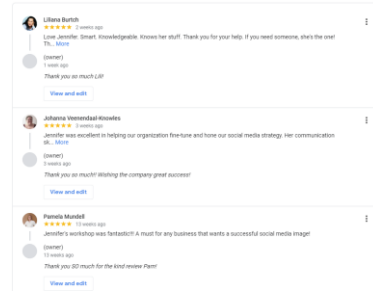 Liliana Burtch
★★★★★ 2 weeks ago
Love Jennifer. Smart. Knowledgeable. Knows her stuff. Thank you for your help. If you need someone, she's the one!
Th... More
(owner)
1 week ago
Thank you so much Lili!
View and edit
Johanna Veenendaal-Knowles
★★★★★ 3 weeks ago
Jennifer was excellent in helping our organization fine-tune and hone our social media strategy. Her communication
sk... More
(owner)
3 weeks ago
Thank you so much!! Wishing the company great success!
View and edit
Pamela Mundell
★★★★★ 13 weeks ago
Jennifer's workshop was fantastic!!! A must for any business that wants a successful social media image!
(owner)
13 weeks ago
Thank you SO much for the kind review Pam!
View and edit